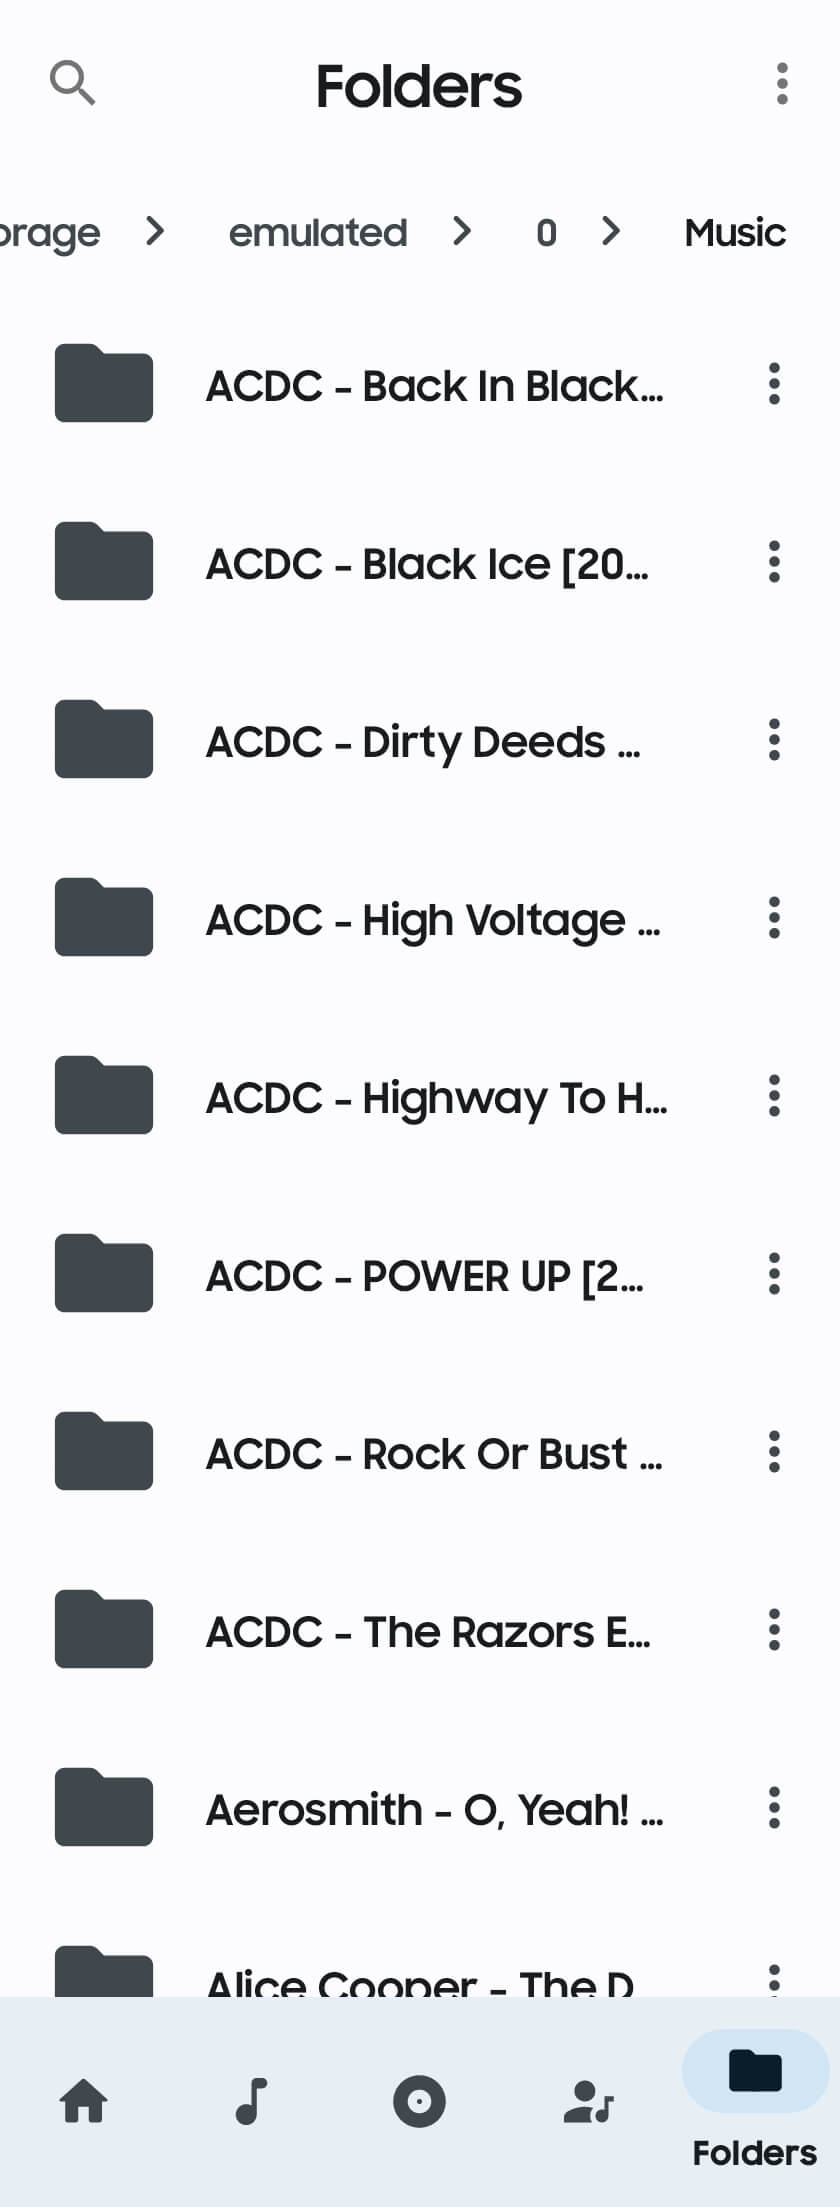 Folders
orage > emulated > 0 > Music
ACDC - Back In Black...
ACDC - Black Ice [20...
ACDC - Dirty Deeds ...
ACDC - High Voltage ...
ACDC - Highway To H...
ACDC - POWER UP [2...
ACDC - Rock Or Bust ...
ACDC - The Razors E...
Aerosmith - O, Yeah! ...
Alice Cooper - The D
Folders